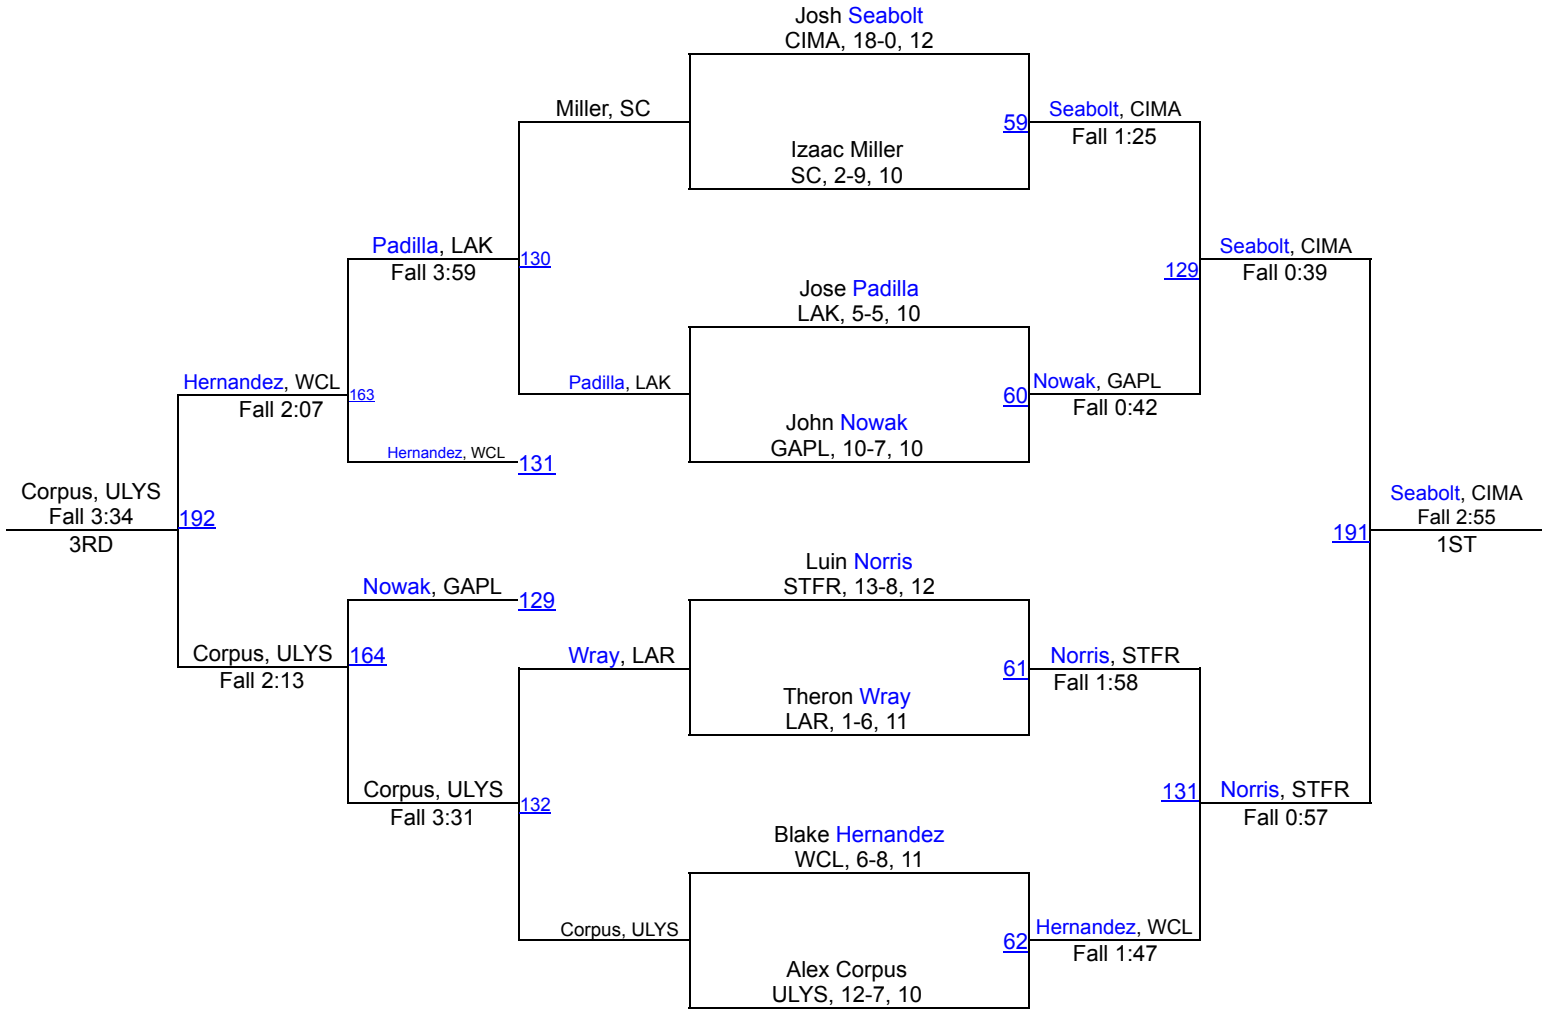 Josh Seabolt
CIMA, 18-0, 12
Miller, SC
59
Seabolt, CIMA
Fall 1:25
Izaac Miller
SC, 2-9, 10
Padilla, LAK
Fall 3:59
130
Seabolt, CIMA
Fall 0:39
129
Jose Padilla
LAK, 5-5, 10
Hernandez, WCL
Fall 2:07
163
Padilla, LAK
60
Nowak, GAPL
Fall 0:42
John Nowak
GAPL, 10-7, 10
Hernandez, WCL
131
Corpus, ULYS
Fall 3:34
3RD
192
191
Seabolt, CIMA
Fall 2:55
1ST
Luin Norris
STFR, 13-8, 12
Nowak, GAPL
129
Corpus, ULYS
Fall 2:13
164
Wray, LAR
61
Norris, STFR
Fall 1:58
Theron Wray
LAR, 1-6, 11
Corpus, ULYS
Fall 3:31
132
131
Norris, STFR
Fall 0:57
Blake Hernandez
WCL, 6-8, 11
Corpus, ULYS
62
Hernandez, WCL
Fall 1:47
Alex Corpus
ULYS, 12-7, 10